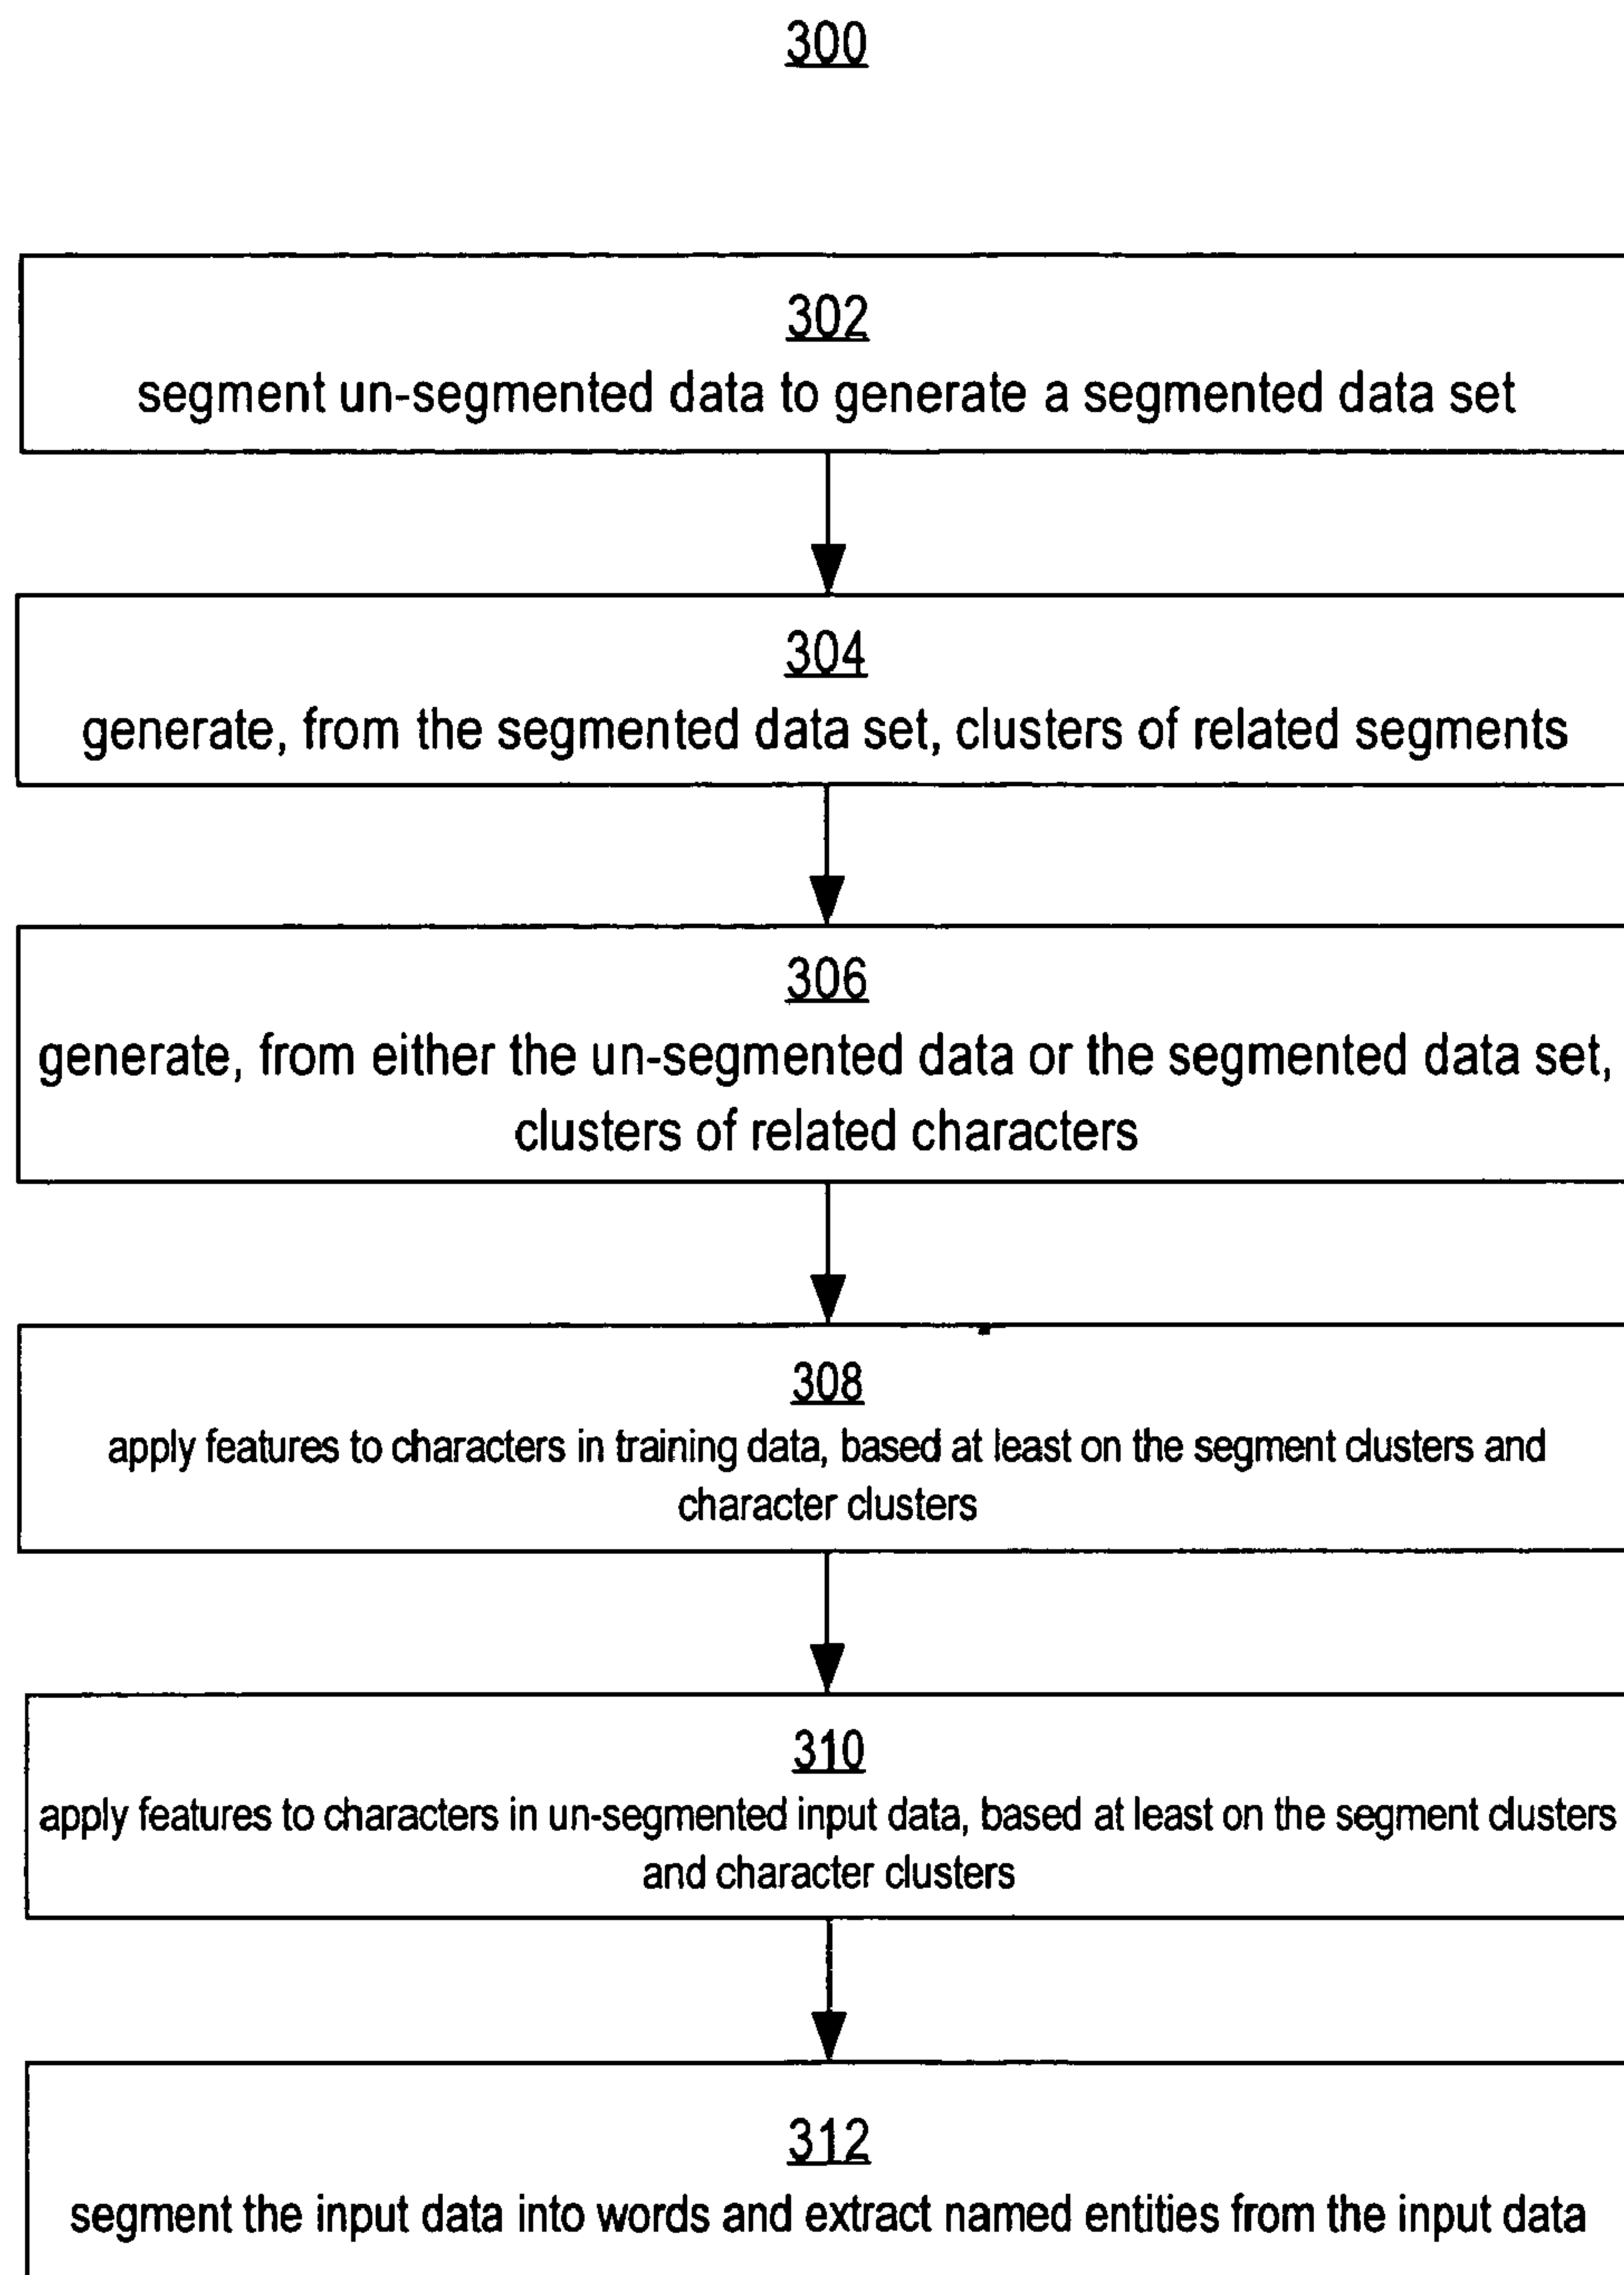 300
302
segment un-segmented data to generate a segmented data set
304
generate, from the segmented data set, clusters of related segments
306
generate, from either the un-segmented data or the segmented data set,
clusters of related characters
308
apply features to characters in training data, based at least on the segment clusters and
character clusters
310
apply features to characters in un-segmented input data, based at least on the segment clusters
and character clusters
312
segment the input data into words and extract named entities from the input data